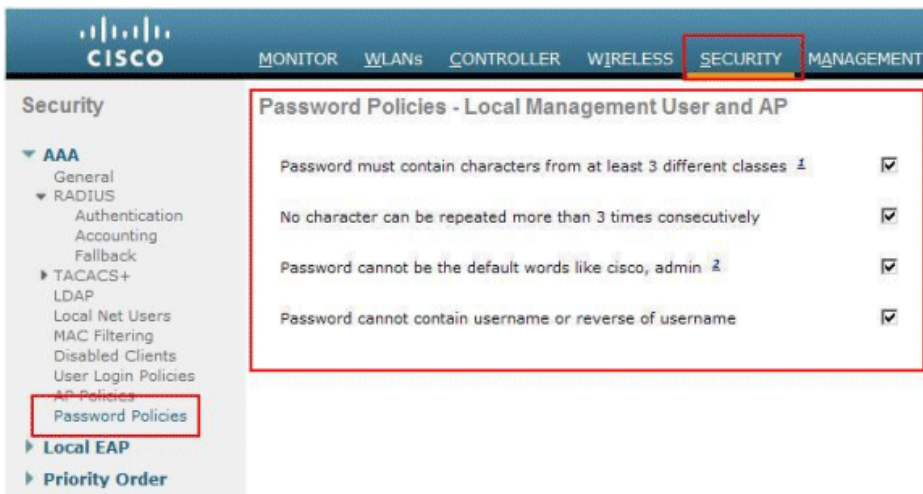 CISCO
MONITOR WLANs CONTROLLER WIRELESS SECURITY MANAGEMENT
Security
AAA
General
RADIUS
Authentication
Accounting
Fallback
TACACS+
LDAP
Local Net Users
MAC Filtering
Disabled Clients
User Login Policies
AP Policies
Password Policies
Local EAP
Priority Order
Password Policies - Local Management User and AP
Password must contain characters from at least 3 different classes 1
No character can be repeated more than 3 times consecutively
Password cannot be the default words like cisco, admin 2
Password cannot contain username or reverse of username